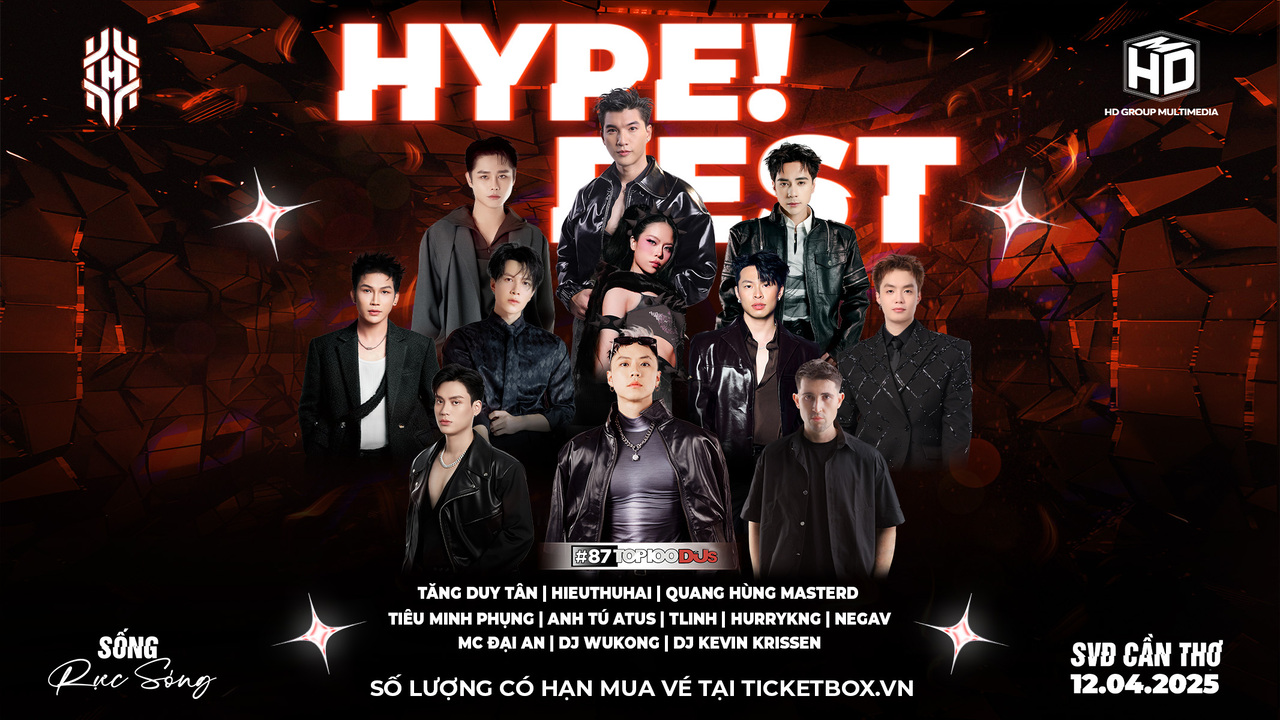 HYPE!
FEST
HD
HD GROUP MULTIMEDIA
#87 TOP100DJs
TĂNG DUY TÂN | HIEUTHUHAI | QUANG HÙNG MASTERD
TIÊU MINH PHỤNG | ANH TÚ ATUS | TLINH | HURRYKNG | NEGAV
MC ĐẠI AN | DJ WUKONG | DJ KEVIN KRISSEN
SỐ LƯỢNG CÓ HẠN MUA VÉ TẠI TICKETBOX.VN
SỐNG
Rực Sóng
SVĐ CẦN THƠ
12.04.2025